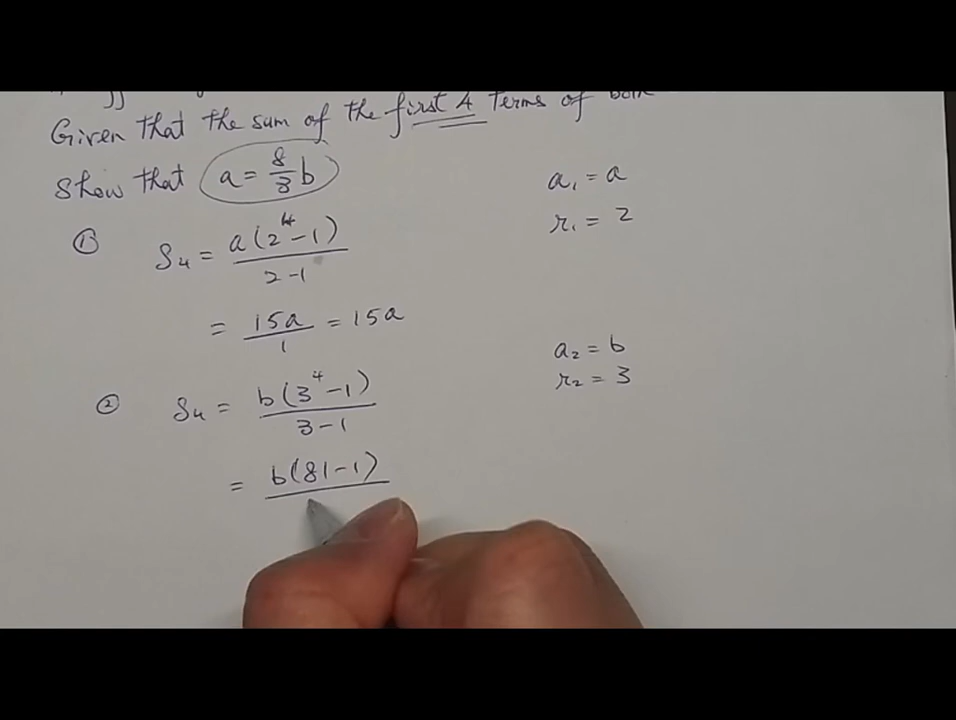 Given that the sum of the first 4 terms of both
show that a = 8/3 b
a₁ = a
r₁ = 2
① S₄ = a(2⁴-1)/2-1
= 15a/1 = 15a
a₂ = b
r₂ = 3
② S₄ = b(3⁴-1)/3-1
= b(81-1)